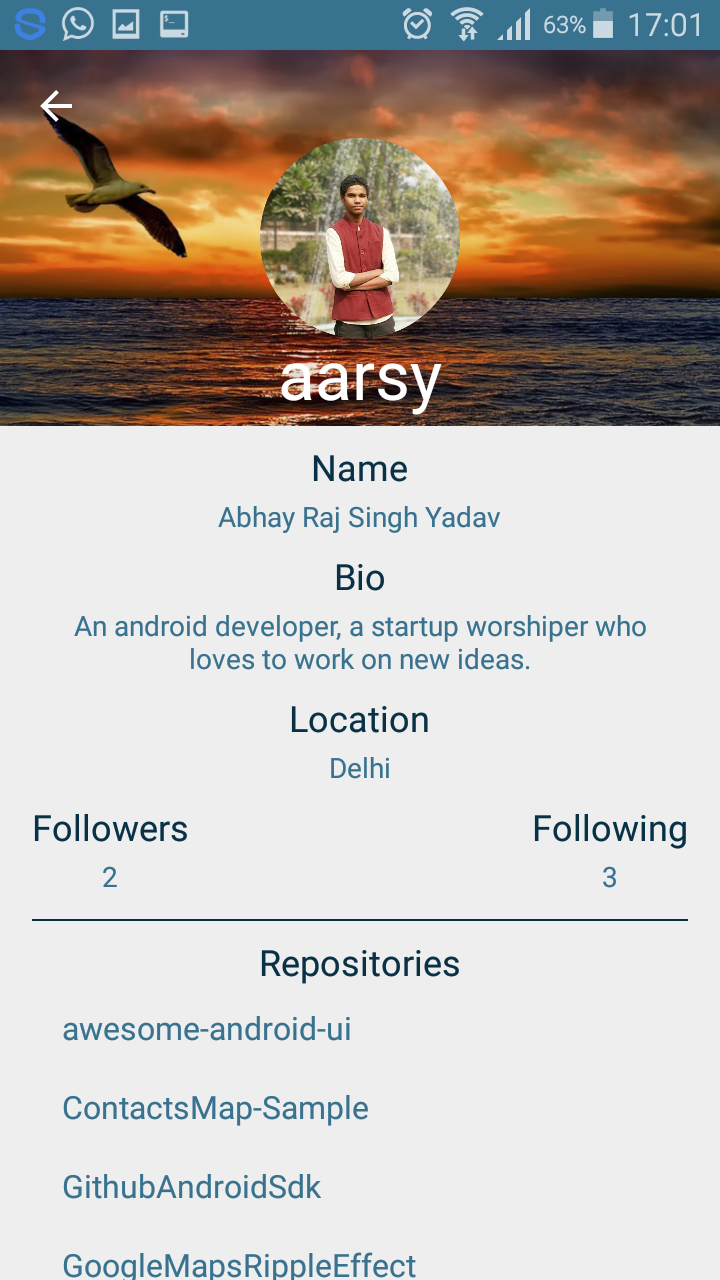 63% 17:01
aarsy
Name
Abhay Raj Singh Yadav
Bio
An android developer, a startup worshiper who
loves to work on new ideas.
Location
Delhi
Followers Following
2 3
Repositories
awesome-android-ui
ContactsMap-Sample
GithubAndroidSdk
GoogleMapsRippleEffect